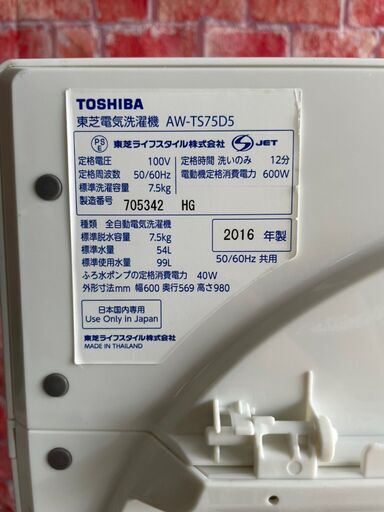 TOSHIBA
東芝電気洗濯機 AW-TS75D5
PS E 東芝ライフスタイル株式会社 S JET
定格電圧 100V 定格時間 洗いのみ 12分
定格周波数 50/60Hz 電動機定格消費電力 600W
標準洗濯容量 7.5kg
製造番号 705342 HG
種類 全自動電気洗濯機
標準脱水容量 7.5kg 2016 年製
標準水量 54L
標準使用水量 99L 50/60Hz 共用
ふろ水ポンプの定格消費電力 40W
外形寸法mm 幅600 奥行569 高さ980
日本国内専用
Use Only in Japan
東芝ライフスタイル株式会社
MADE IN THAILAND